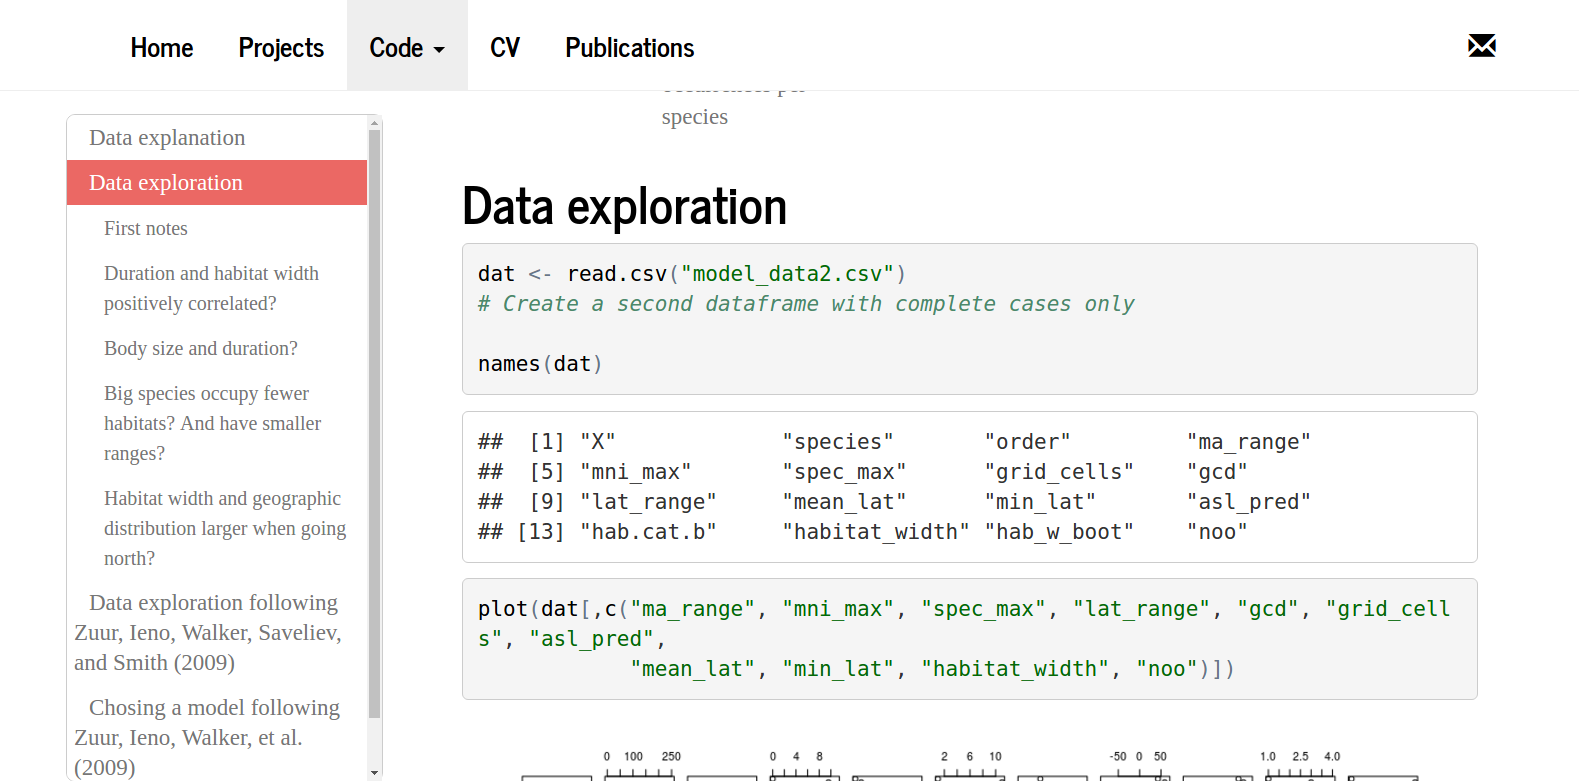 Home Projects Code CV Publications
species
Data explanation
Data exploration
First notes
Duration and habitat width
positively correlated?
Body size and duration?
Big species occupy fewer
habitats? And have smaller
ranges?
Habitat width and geographic
distribution larger when going
north?
Data exploration following
Zuur, Ieno, Walker, Saveliev,
and Smith (2009)
Chosing a model following
Zuur, Ieno, Walker, et al.
(2009)
Data exploration
dat <- read.csv("model_data2.csv")
# Create a second dataframe with complete cases only
names(dat)
##  [1] "X"             "species"       "order"         "ma_range"
##  [5] "mni_max"       "spec_max"      "grid_cells"    "gcd"
##  [9] "lat_range"     "mean_lat"      "min_lat"       "asl_pred"
## [13] "hab.cat.b"     "habitat_width" "hab_w_boot"    "noo"
plot(dat[,c("ma_range", "mni_max", "spec_max", "lat_range", "gcd", "grid_cell
s", "asl_pred",
            "mean_lat", "min_lat", "habitat_width", "noo")])
0 100 250 0 4 8 2 6 10 -50 0 50 1.0 2.5 4.0